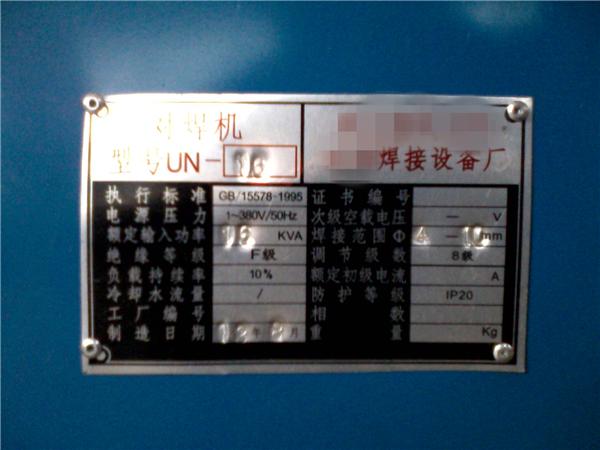 对焊机
型号UN-16
焊接设备厂
执行标准 GB/15578-1995 证书编号
电源压力 1~380V/50Hz 次级空载电压 — V
额定输入功率 16 KVA 焊接范围Φ 4 - 10 mm
绝缘等级 F级 调节级数 8级
负载持续率 10% 额定初级电流 A
冷却水流量 / 防护等级 IP20
工厂编号 相数
制造日期 年 月 重量 Kg